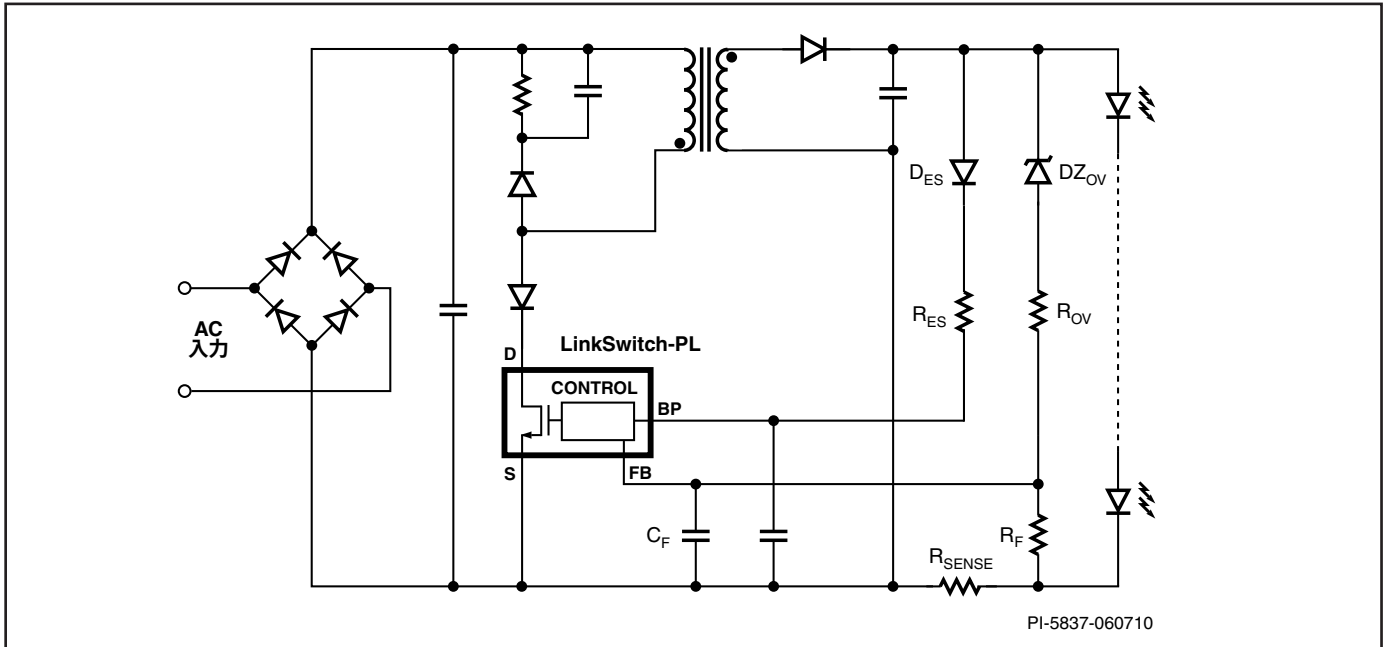 D_ES
DZ_OV
R_ES
R_OV
AC
入力
LinkSwitch-PL
D
CONTROL
BP
S
FB
C_F
R_F
R_SENSE
PI-5837-060710